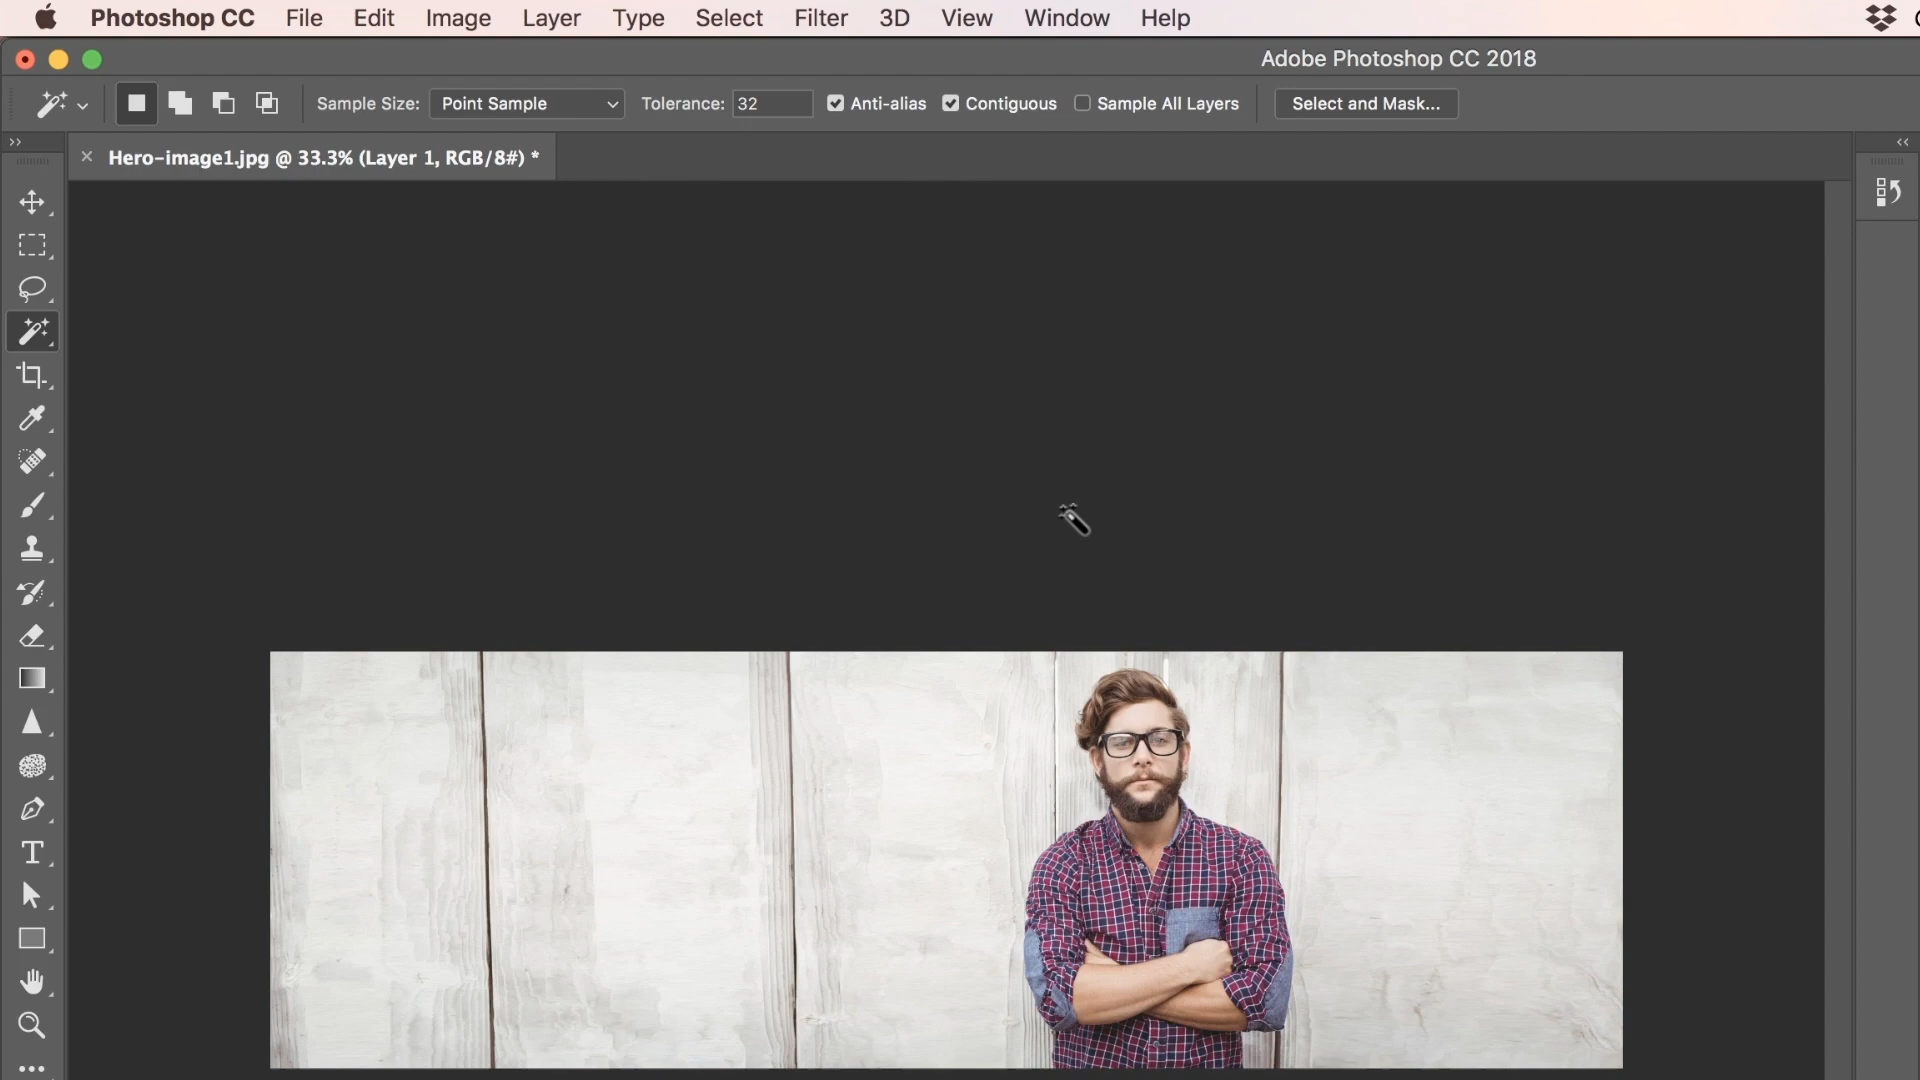 Photoshop CC File Edit Image Layer Type Select Filter 3D View Window Help
Adobe Photoshop CC 2018
Sample Size: Point Sample Tolerance: 32 Anti-alias Contiguous Sample All Layers Select and Mask...
Hero-image1.jpg @ 33.3% (Layer 1, RGB/8#) *